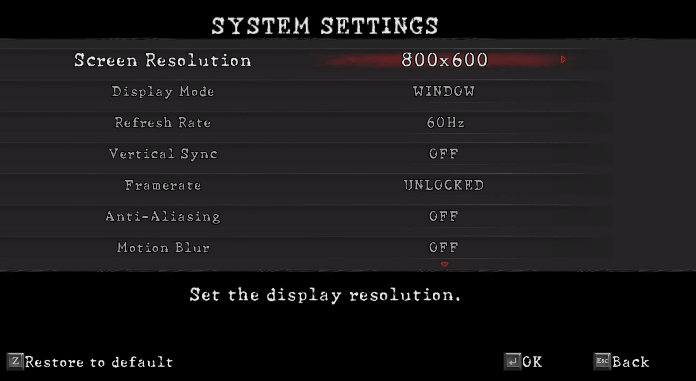 SYSTEM SETTINGS
Screen Resolution 800x600
Display Mode WINDOW
Refresh Rate 60Hz
Vertical Sync OFF
Framerate UNLOCKED
Anti-Aliasing OFF
Motion Blur OFF
Set the display resolution.
Z Restore to default ↵ OK Esc Back